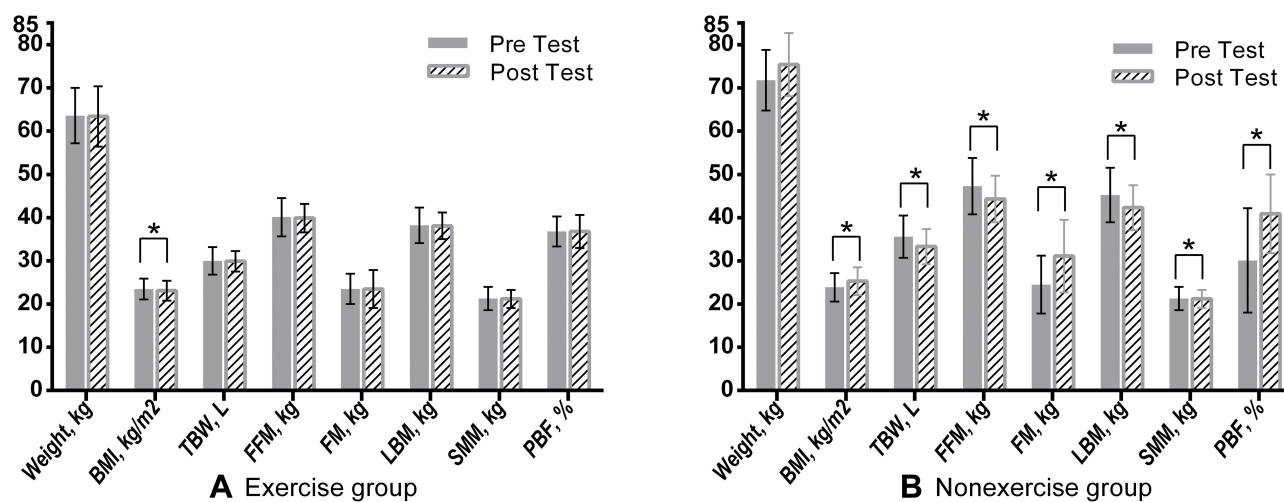 85
80
70
60
50
40
30
20
10
0
Pre Test
Post Test
*
Weight, kg
BMI, kg/m2
TBW, L
FFM, kg
FM, kg
LBM, kg
SMM, kg
PBF, %
A Exercise group
85
80
70
60
50
40
30
20
10
0
Pre Test
Post Test
*
*
*
*
*
*
*
Weight, kg
BMI, kg/m2
TBW, L
FFM, kg
FM, kg
LBM, kg
SMM, kg
PBF, %
B Nonexercise group